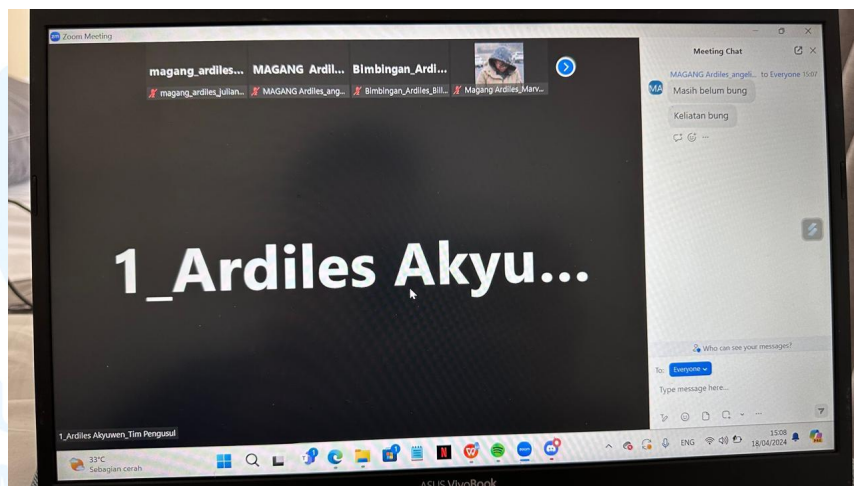 Zoom Meeting
magang_ardiles... MAGANG Ardil... Bimbingan_Ardi...
magang_ardiles_julian... MAGANG Ardiles_ang... Bimbingan_Ardiles_Bill... Magang Ardiles_Marv...
1_Ardiles Akyu...
1_Ardiles Akyuwen_Tim Pengusul
Meeting Chat
MAGANG Ardiles_angeli... to Everyone 15:07
MA
Masih belum bung
Keliatan bung
Who can see your messages?
To: Everyone
Type message here...
33°C
Sebagian cerah
ENG
15:08
18/04/2024
ASUS VivoBook